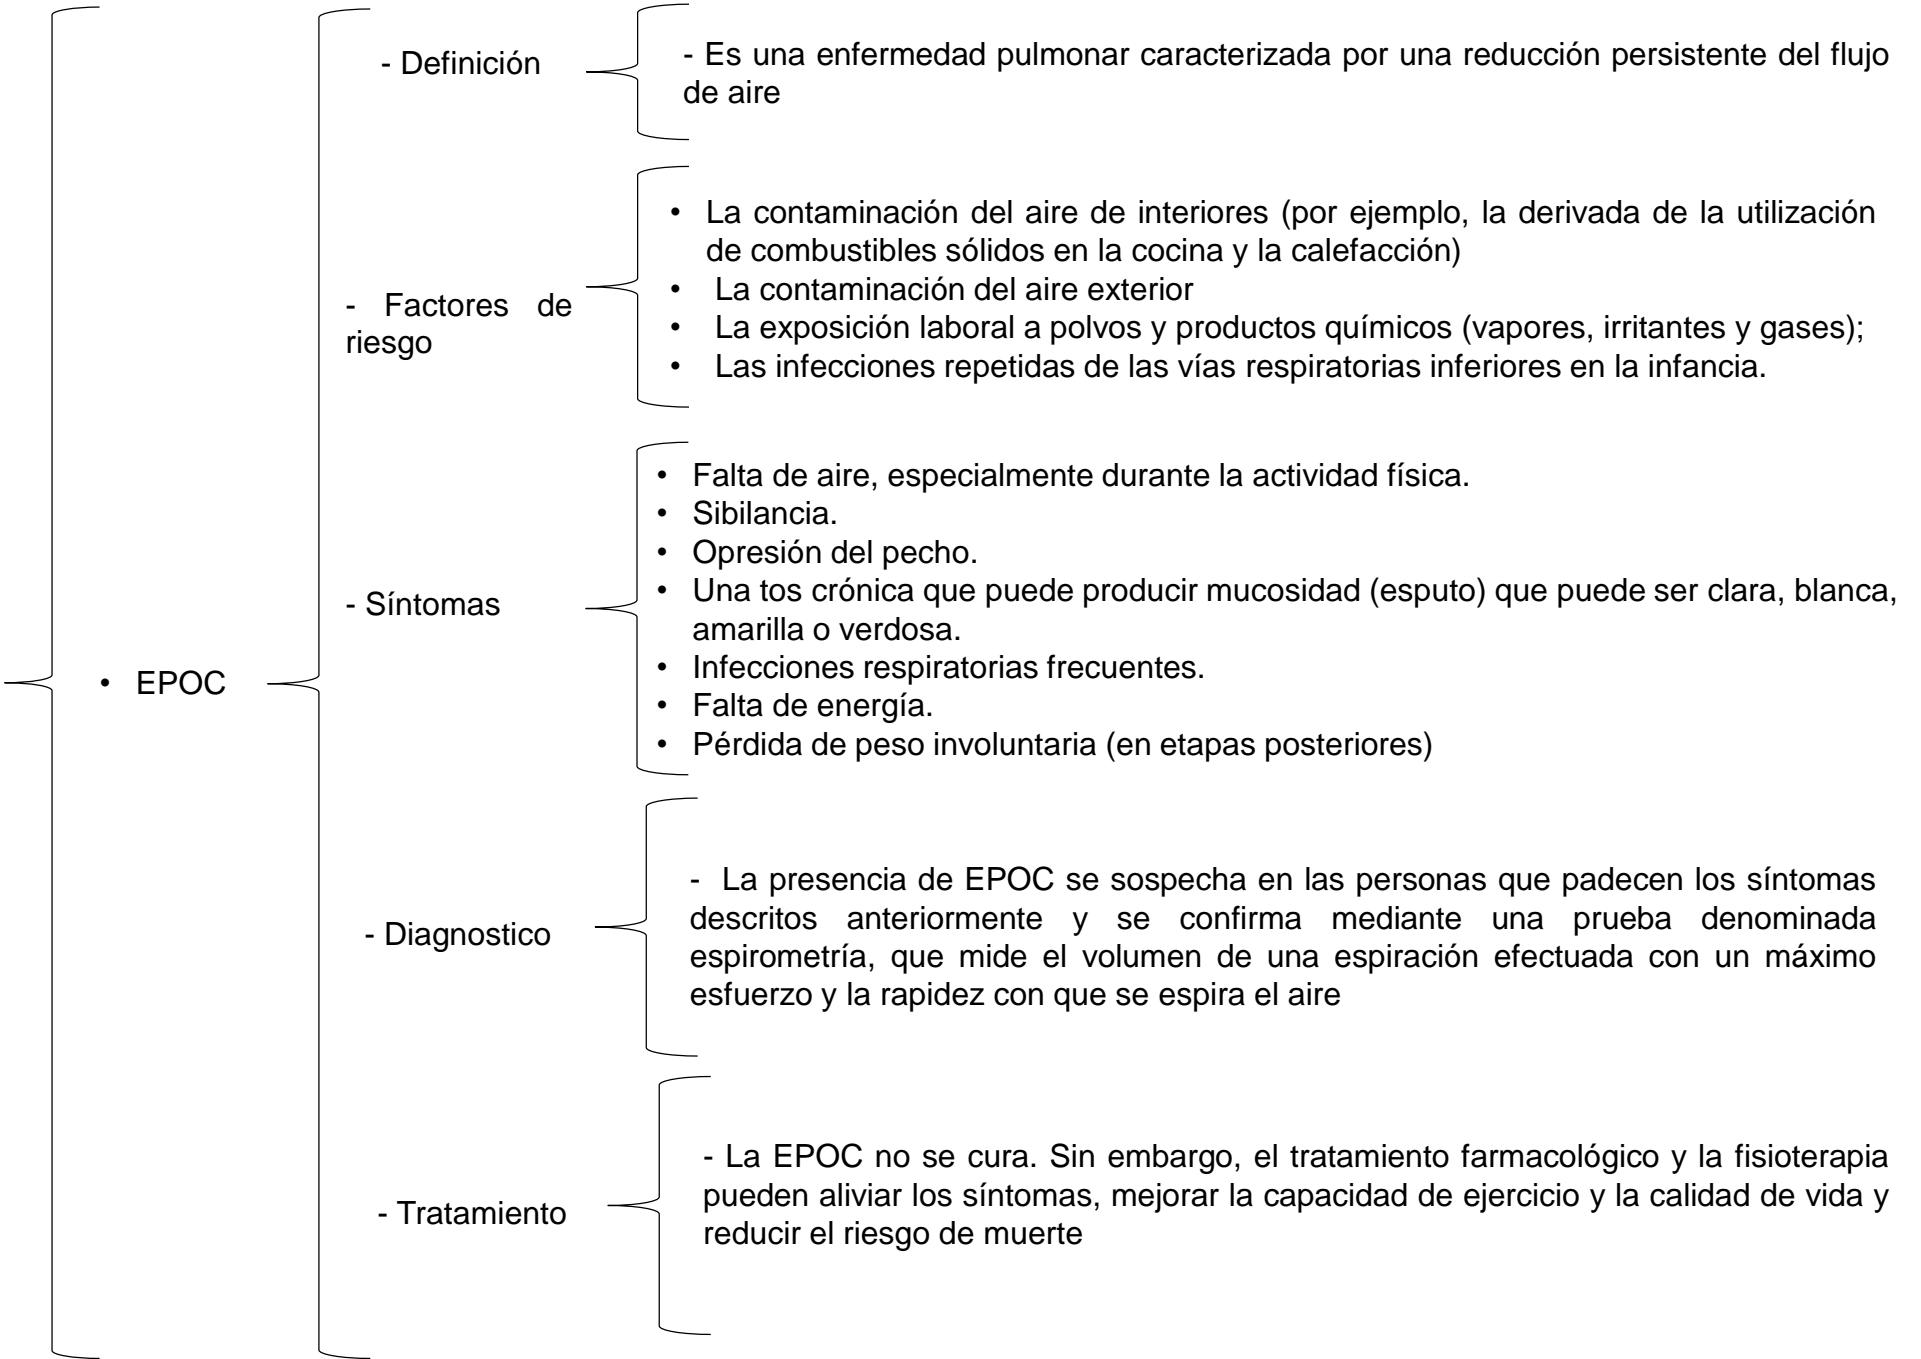 - Definición
- Es una enfermedad pulmonar caracterizada por una reducción persistente del flujo
de aire
- Factores de
riesgo
• La contaminación del aire de interiores (por ejemplo, la derivada de la utilización
de combustibles sólidos en la cocina y la calefacción)
• La contaminación del aire exterior
• La exposición laboral a polvos y productos químicos (vapores, irritantes y gases);
• Las infecciones repetidas de las vías respiratorias inferiores en la infancia.
• EPOC
- Síntomas
• Falta de aire, especialmente durante la actividad física.
• Sibilancia.
• Opresión del pecho.
• Una tos crónica que puede producir mucosidad (esputo) que puede ser clara, blanca,
amarilla o verdosa.
• Infecciones respiratorias frecuentes.
• Falta de energía.
• Pérdida de peso involuntaria (en etapas posteriores)
- Diagnostico
- La presencia de EPOC se sospecha en las personas que padecen los síntomas
descritos anteriormente y se confirma mediante una prueba denominada
espirometría, que mide el volumen de una espiración efectuada con un máximo
esfuerzo y la rapidez con que se espira el aire
- Tratamiento
- La EPOC no se cura. Sin embargo, el tratamiento farmacológico y la fisioterapia
pueden aliviar los síntomas, mejorar la capacidad de ejercicio y la calidad de vida y
reducir el riesgo de muerte